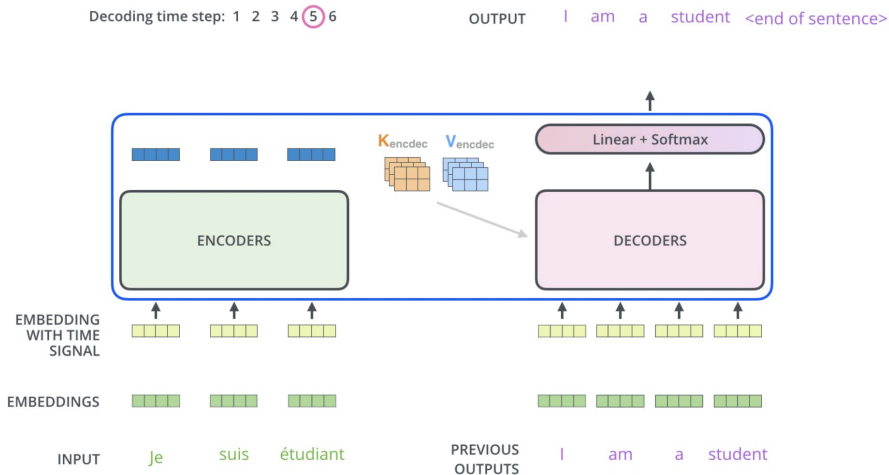 Decoding time step: 1 2 3 4 5 6
OUTPUT I am a student <end of sentence>
Kencdec Vencdec
Linear + Softmax
ENCODERS
DECODERS
EMBEDDING
WITH TIME
SIGNAL
EMBEDDINGS
INPUT Je suis étudiant
PREVIOUS
OUTPUTS
I am a student